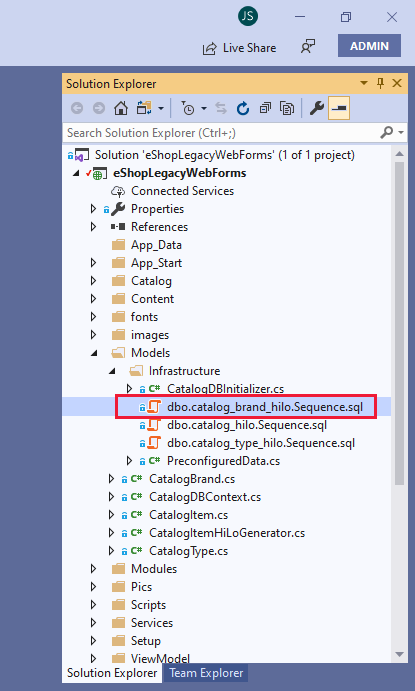 JS
Live Share
ADMIN
Solution Explorer
Search Solution Explorer (Ctrl+;)
Solution 'eShopLegacyWebForms' (1 of 1 project)
eShopLegacyWebForms
Connected Services
Properties
References
App_Data
App_Start
Catalog
Content
fonts
images
Models
Infrastructure
C# CatalogDBInitializer.cs
dbo.catalog_brand_hilo.Sequence.sql
dbo.catalog_hilo.Sequence.sql
dbo.catalog_type_hilo.Sequence.sql
C# PreconfiguredData.cs
C# CatalogBrand.cs
C# CatalogDBContext.cs
C# CatalogItem.cs
C# CatalogItemHiLoGenerator.cs
C# CatalogType.cs
Modules
Pics
Scripts
Services
Setup
ViewModel
Solution Explorer Team Explorer